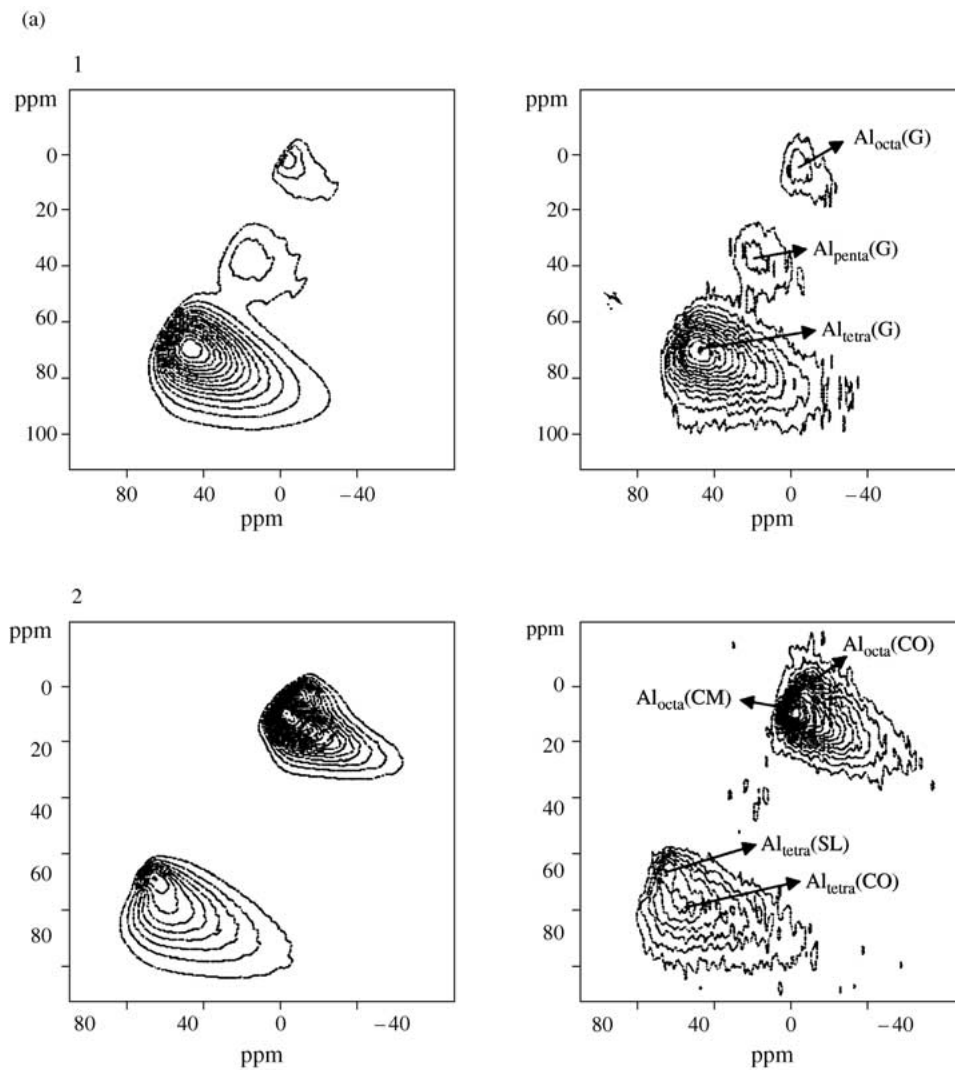 (a)
1
ppm
0
20
40
60
80
100
80 40 0 −40
ppm
ppm
0
20
40
60
80
100
80 40 0 −40
ppm
Al_octa(G)
Al_penta(G)
Al_tetra(G)
2
ppm
0
20
40
60
80
80 40 0 −40
ppm
ppm
0
20
40
60
80
80 40 0 −40
ppm
Al_octa(CO)
Al_octa(CM)
Al_tetra(SL)
Al_tetra(CO)